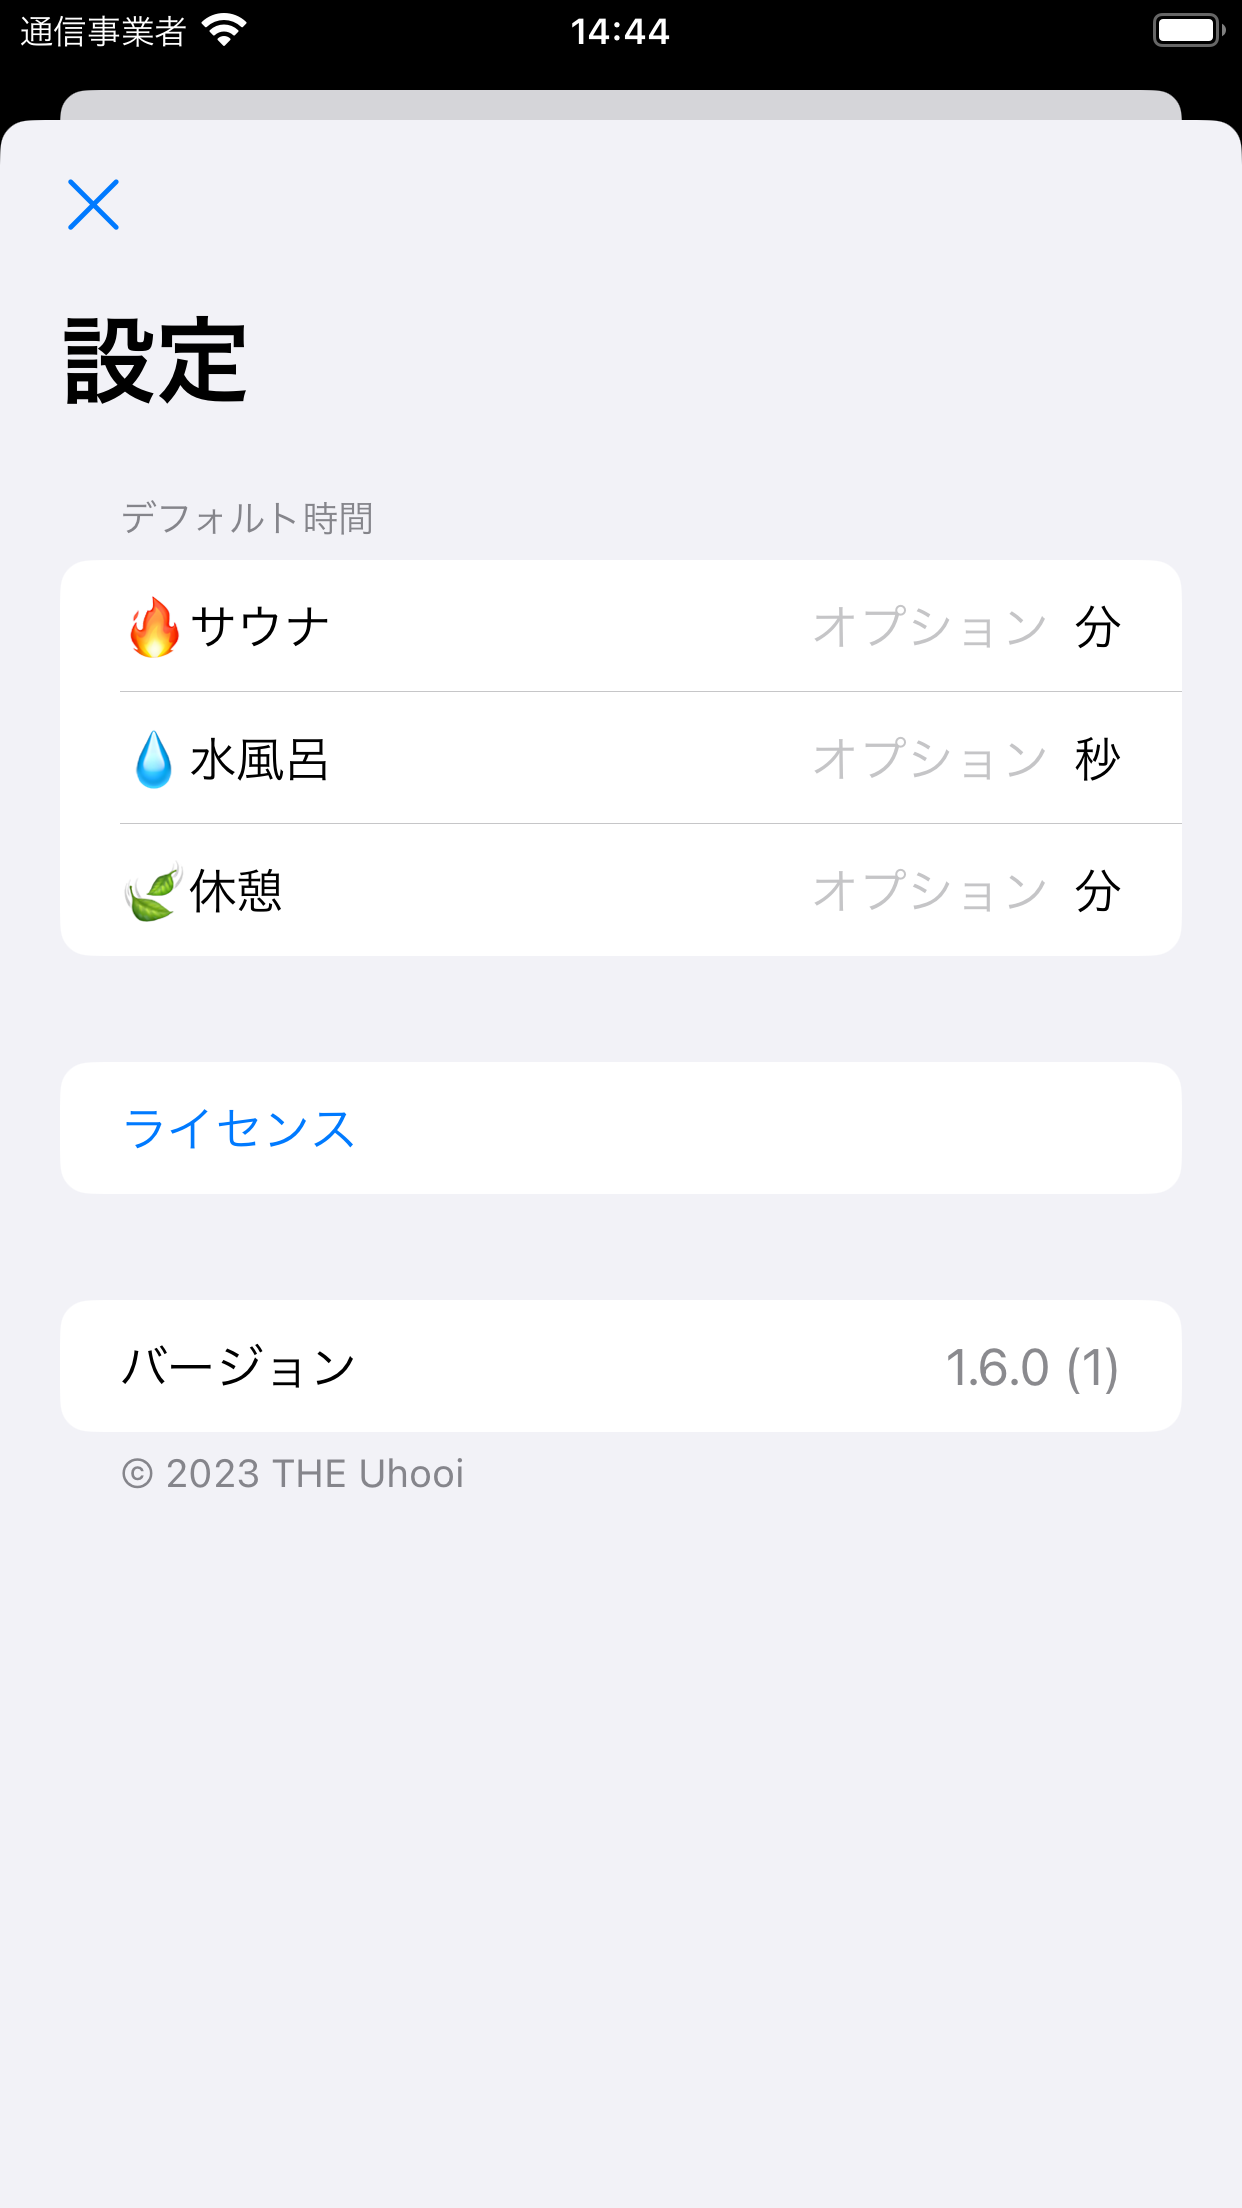 通信事業者 14:44
設定
デフォルト時間
🔥サウナ オプション 分
💧水風呂 オプション 秒
🌿休憩 オプション 分
ライセンス
バージョン 1.6.0 (1)
© 2023 THE Uhooi